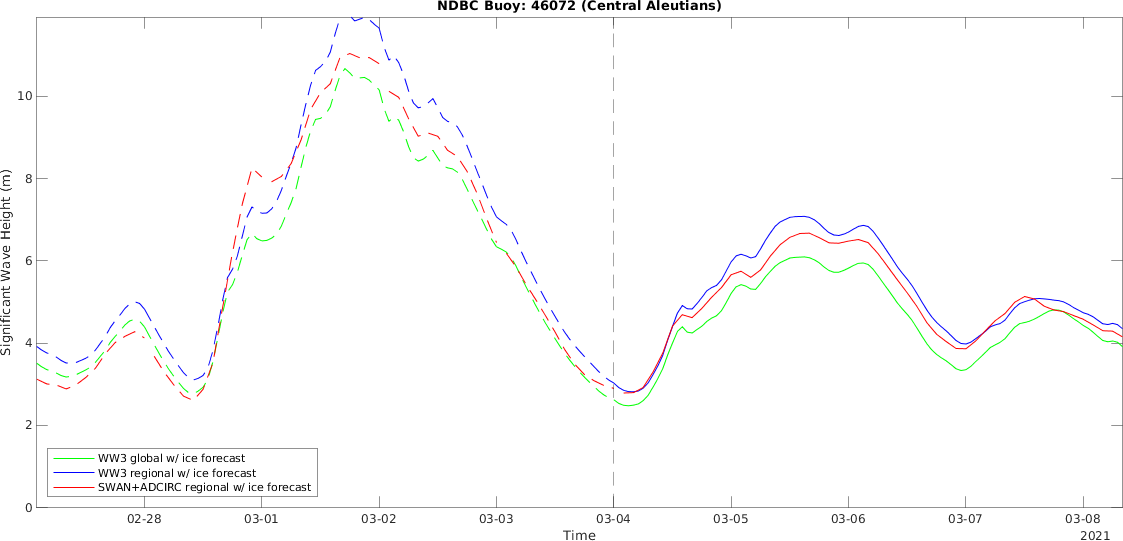 NDBC Buoy: 46072 (Central Aleutians)
Significant Wave Height (m)
10
8
6
4
2
0
WW3 global w/ ice forecast
WW3 regional w/ ice forecast
SWAN+ADCIRC regional w/ ice forecast
02-28 03-01 03-02 03-03 03-04 03-05 03-06 03-07 03-08
Time
2021